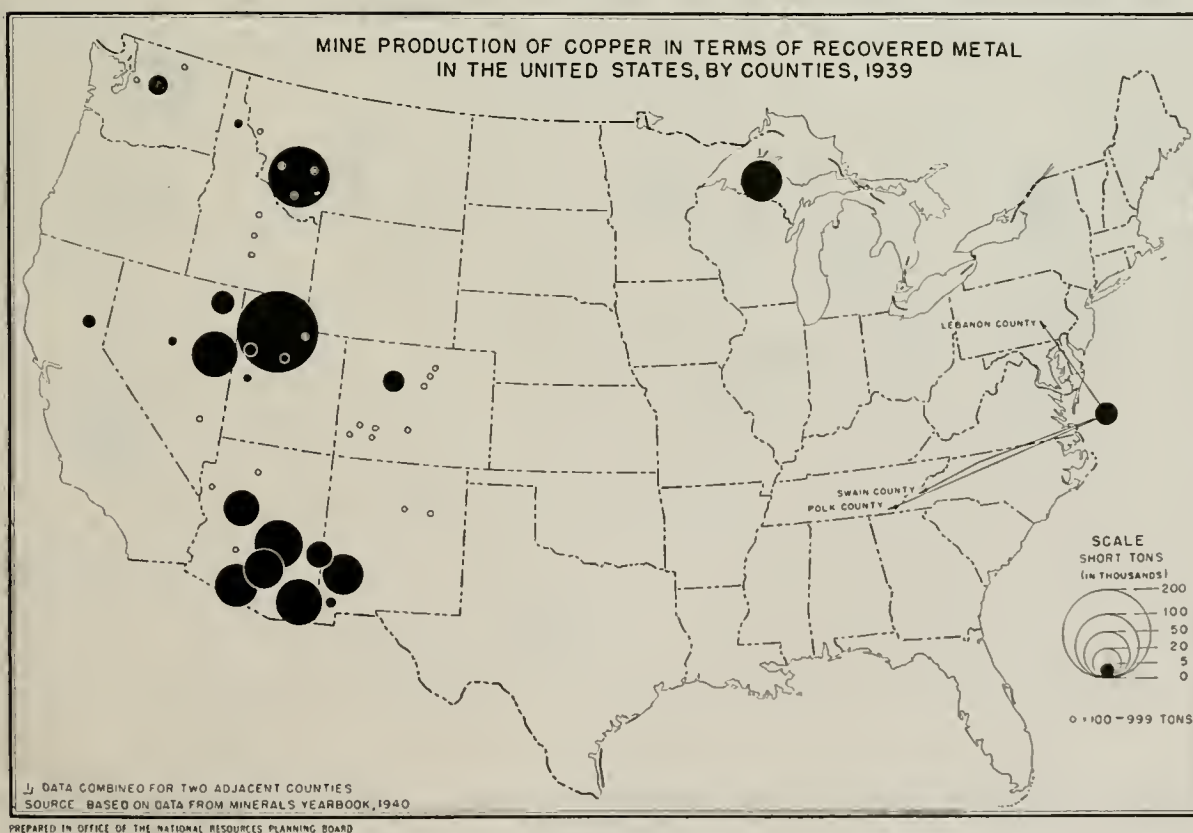 MINE PRODUCTION OF COPPER IN TERMS OF RECOVERED METAL
IN THE UNITED STATES, BY COUNTIES, 1939
1/
1/
LEBANON COUNTY
SWAIN COUNTY
POLK COUNTY
SCALE
SHORT TONS
(IN THOUSANDS)
200
100
50
20
5
0
o = 100 - 999 TONS
1/ DATA COMBINED FOR TWO ADJACENT COUNTIES
SOURCE BASED ON DATA FROM MINERALS YEARBOOK, 1940
PREPARED IN OFFICE OF THE NATIONAL RESOURCES PLANNING BOARD